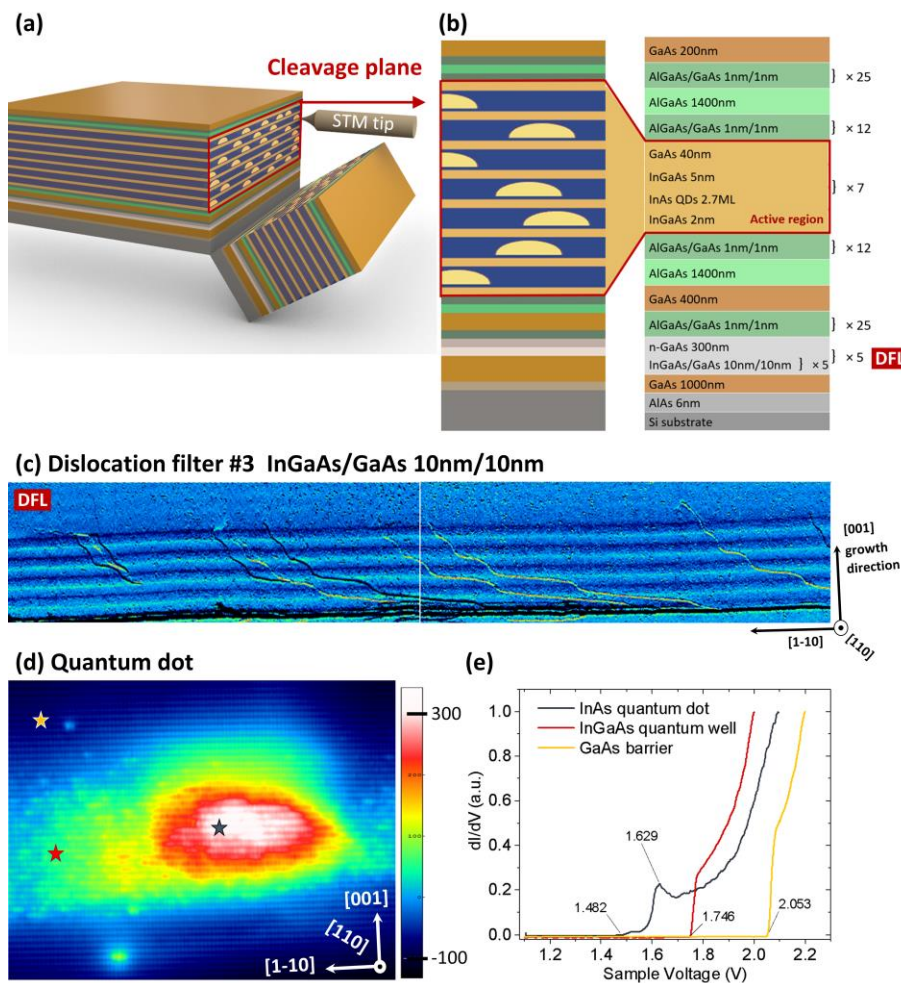 (a)
Cleavage plane
STM tip
(b)
GaAs 200nm
AlGaAs/GaAs 1nm/1nm } × 25
AlGaAs 1400nm
AlGaAs/GaAs 1nm/1nm } × 12
GaAs 40nm
InGaAs 5nm
InAs QDs 2.7ML
InGaAs 2nm
} × 7
Active region
AlGaAs/GaAs 1nm/1nm } × 12
AlGaAs 1400nm
GaAs 400nm
AlGaAs/GaAs 1nm/1nm } × 25
n-GaAs 300nm
InGaAs/GaAs 10nm/10nm } × 5
} × 5 DFL
GaAs 1000nm
AlAs 6nm
Si substrate
(c) Dislocation filter #3 InGaAs/GaAs 10nm/10nm
DFL
[001]
growth
direction
[1-10]
[110]
(d) Quantum dot
300
200
100
0
-100
[001]
[110]
[1-10]
(e)
InAs quantum dot
InGaAs quantum well
GaAs barrier
dI/dV (a.u.)
1.0
0.8
0.6
0.4
0.2
0.0
1.629
1.482
1.746
2.053
1.2
1.4
1.6
1.8
2.0
2.2
Sample Voltage (V)